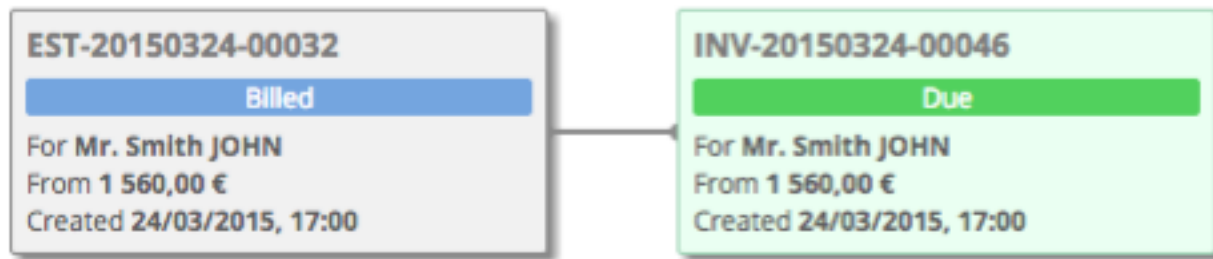 EST-20150324-00032
Billed
For Mr. Smith JOHN
From 1 560,00 €
Created 24/03/2015, 17:00
INV-20150324-00046
Due
For Mr. Smith JOHN
From 1 560,00 €
Created 24/03/2015, 17:00